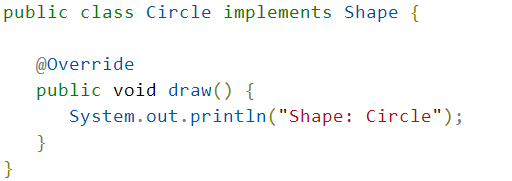 public class Circle implements Shape {
@Override
public void draw() {
System.out.println("Shape: Circle");
}
}